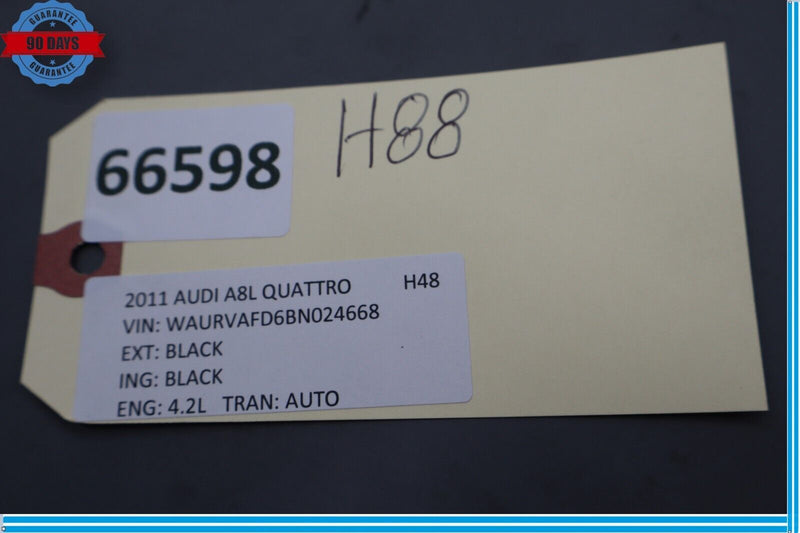 GUARANTEE
90 DAYS
GUARANTEE
66598
H88
2011 AUDI A8L QUATTRO H48
VIN: WAURVAFD6BN024668
EXT: BLACK
ING: BLACK
ENG: 4.2L TRAN: AUTO